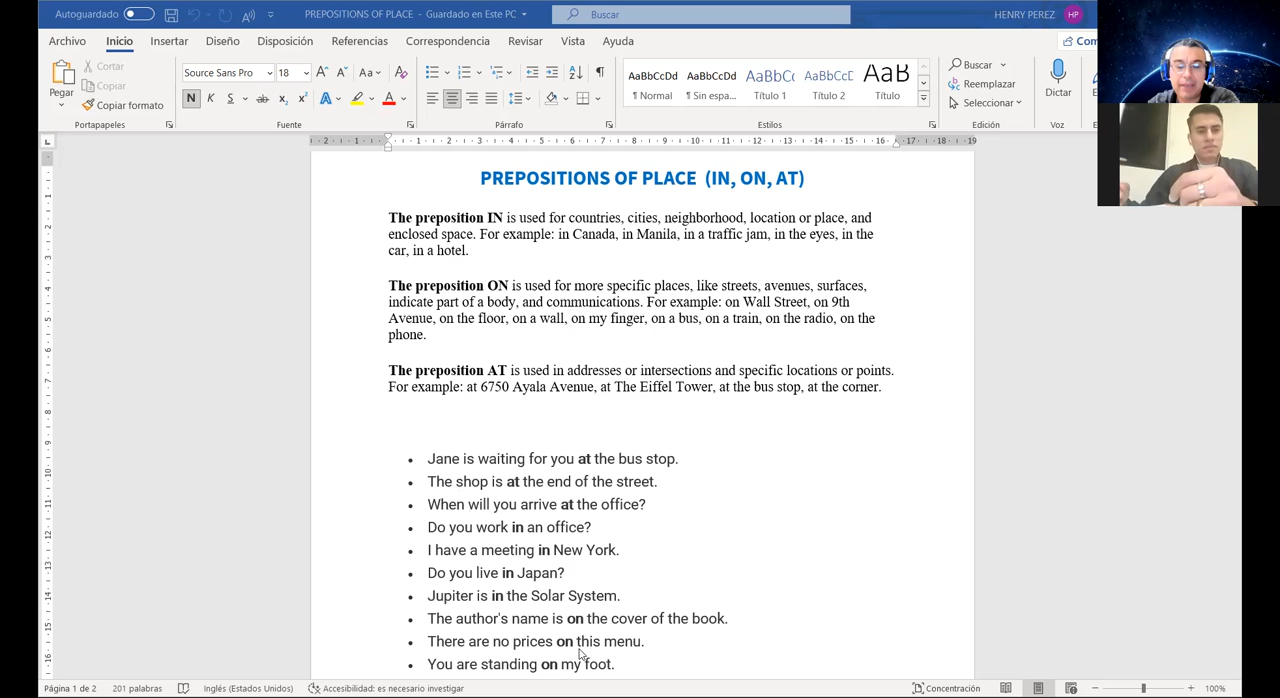 Autoguardado
PREPOSITIONS OF PLACE - Guardado en Este PC
Buscar
HENRY PEREZ
HP
Archivo Inicio Insertar Diseño Disposición Referencias Correspondencia Revisar Vista Ayuda
Pegar
Cortar
Copiar
Copiar formato
Portapapeles
Source Sans Pro 18
N K S ab x₂ x²
Fuente
Párrafo
AaBbCcDd AaBbCcDd AaBbCc AaBbCcD AaB
¶ Normal ¶ Sin espa... Título 1 Título 2 Título
Estilos
Buscar
Reemplazar
Seleccionar
Edición
Dictar
Voz
PREPOSITIONS OF PLACE (IN, ON, AT)
The preposition IN is used for countries, cities, neighborhood, location or place, and
enclosed space. For example: in Canada, in Manila, in a traffic jam, in the eyes, in the
car, in a hotel.
The preposition ON is used for more specific places, like streets, avenues, surfaces,
indicate part of a body, and communications. For example: on Wall Street, on 9th
Avenue, on the floor, on a wall, on my finger, on a bus, on a train, on the radio, on the
phone.
The preposition AT is used in addresses or intersections and specific locations or points.
For example: at 6750 Ayala Avenue, at The Eiffel Tower, at the bus stop, at the corner.
• Jane is waiting for you at the bus stop.
• The shop is at the end of the street.
• When will you arrive at the office?
• Do you work in an office?
• I have a meeting in New York.
• Do you live in Japan?
• Jupiter is in the Solar System.
• The author's name is on the cover of the book.
• There are no prices on this menu.
• You are standing on my foot.
Página 1 de 2 201 palabras Inglés (Estados Unidos) Accesibilidad: es necesario investigar Concentración 100%